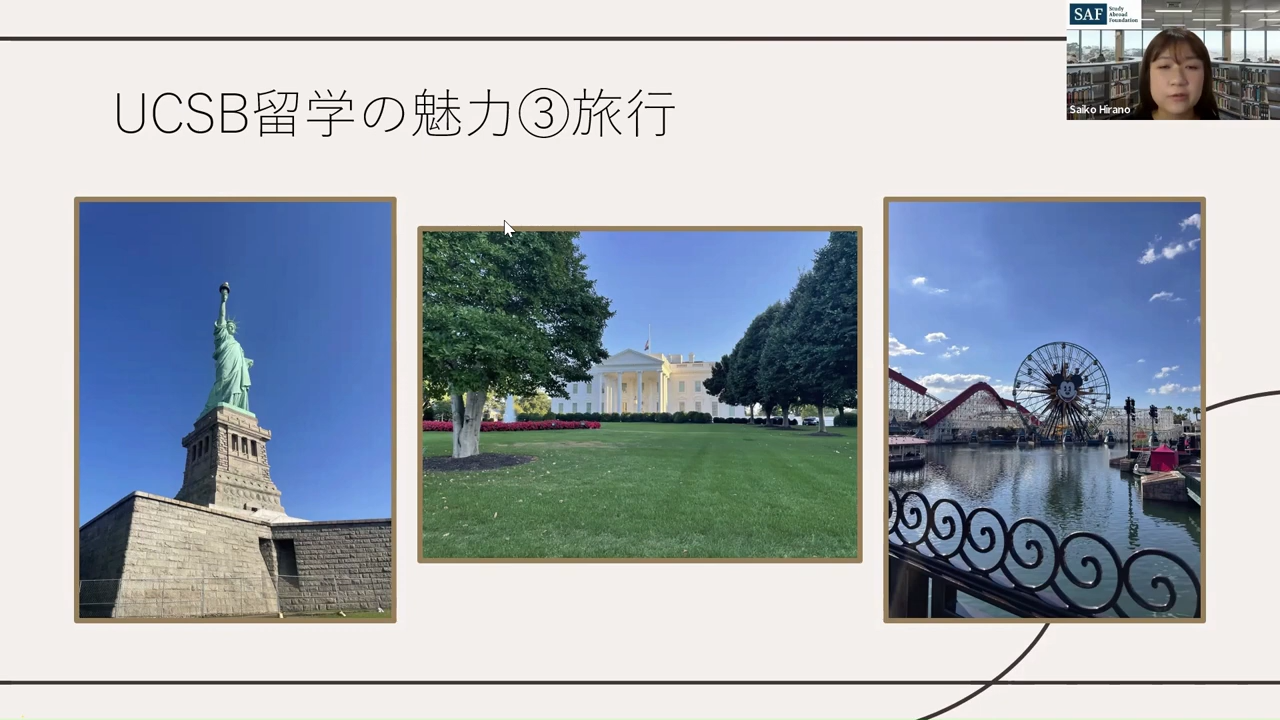 SAF Study
Abroad
Foundation
Saiko Hirano
UCSB留学の魅力③旅行